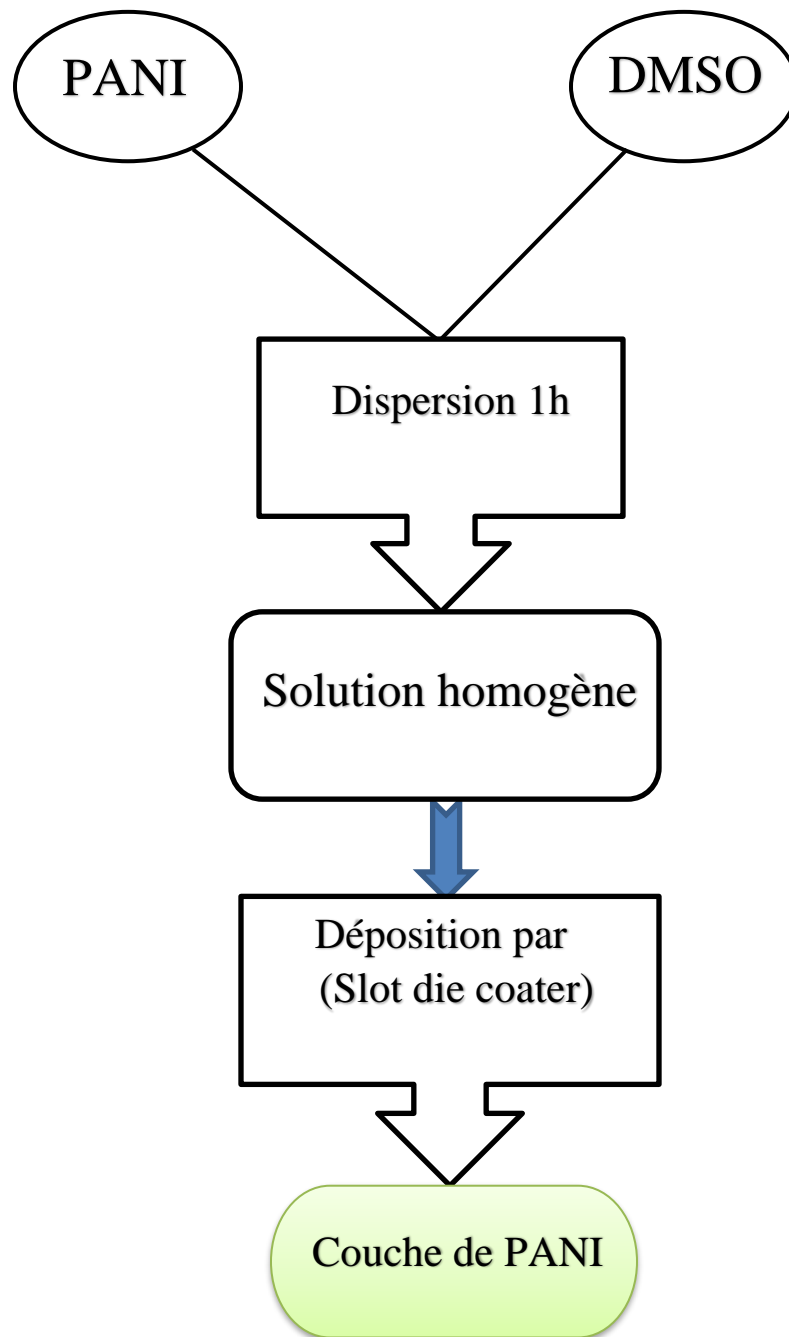 PANI
DMSO
Dispersion 1h
Solution homogène
Déposition par
(Slot die coater)
Couche de PANI